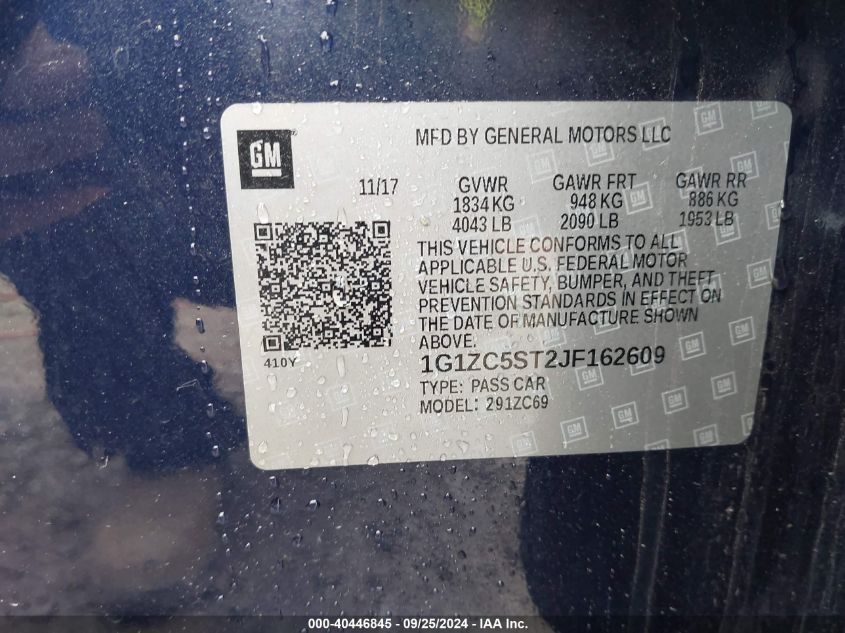 GM
MFD BY GENERAL MOTORS LLC
11/17 GVWR GAWR FRT GAWR RR
1834 KG 948 KG 886 KG
4043 LB 2090 LB 1953 LB
THIS VEHICLE CONFORMS TO ALL
APPLICABLE U.S. FEDERAL MOTOR
VEHICLE SAFETY, BUMPER, AND THEFT
PREVENTION STANDARDS IN EFFECT ON
THE DATE OF MANUFACTURE SHOWN
ABOVE.
410Y
1G1ZC5ST2JF162609
TYPE: PASS CAR
MODEL: 291ZC69
000-40446845 - 09/25/2024 - IAA Inc.